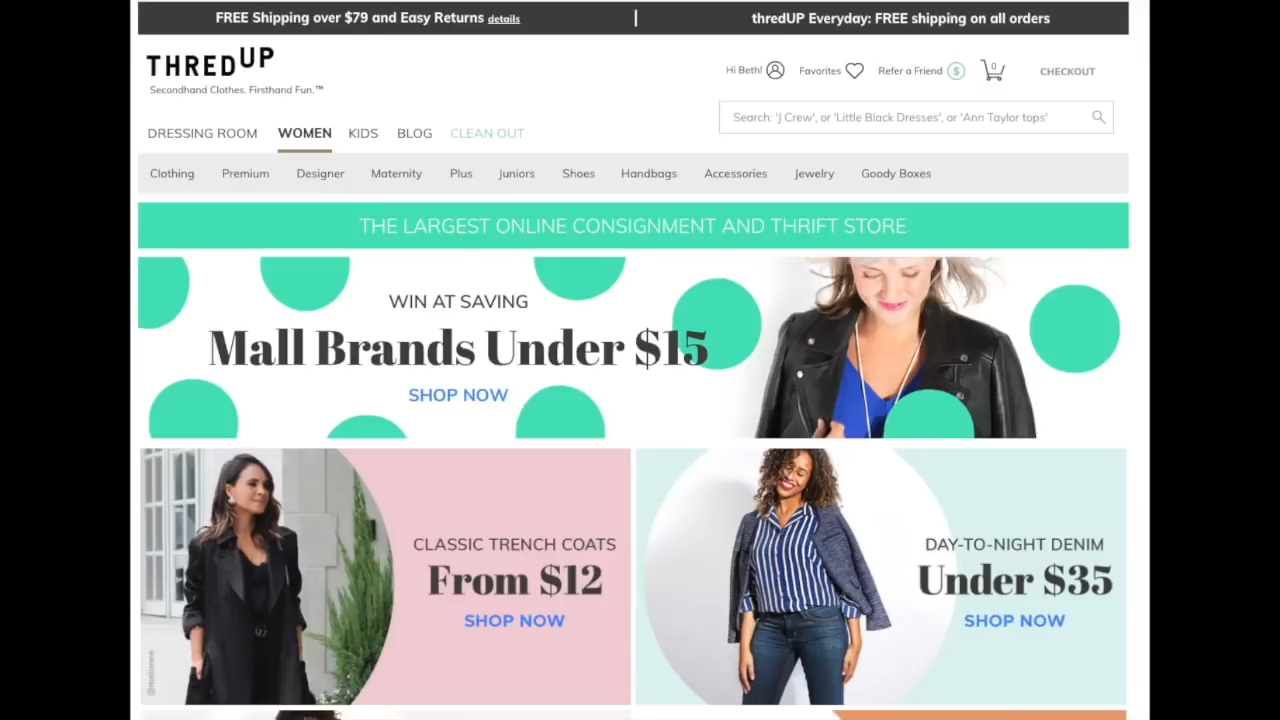 FREE Shipping over $79 and Easy Returns details | thredUP Everyday: FREE shipping on all orders
THREDUP
Secondhand Clothes. Firsthand Fun.™
Hi Beth! Favorites Refer a Friend $ 0 CHECKOUT
Search: 'J Crew', or 'Little Black Dresses', or 'Ann Taylor tops'
DRESSING ROOM WOMEN KIDS BLOG CLEAN OUT
Clothing Premium Designer Maternity Plus Juniors Shoes Handbags Accessories Jewelry Goody Boxes
THE LARGEST ONLINE CONSIGNMENT AND THRIFT STORE
WIN AT SAVING
Mall Brands Under $15
SHOP NOW
CLASSIC TRENCH COATS
From $12
SHOP NOW
DAY-TO-NIGHT DENIM
Under $35
SHOP NOW